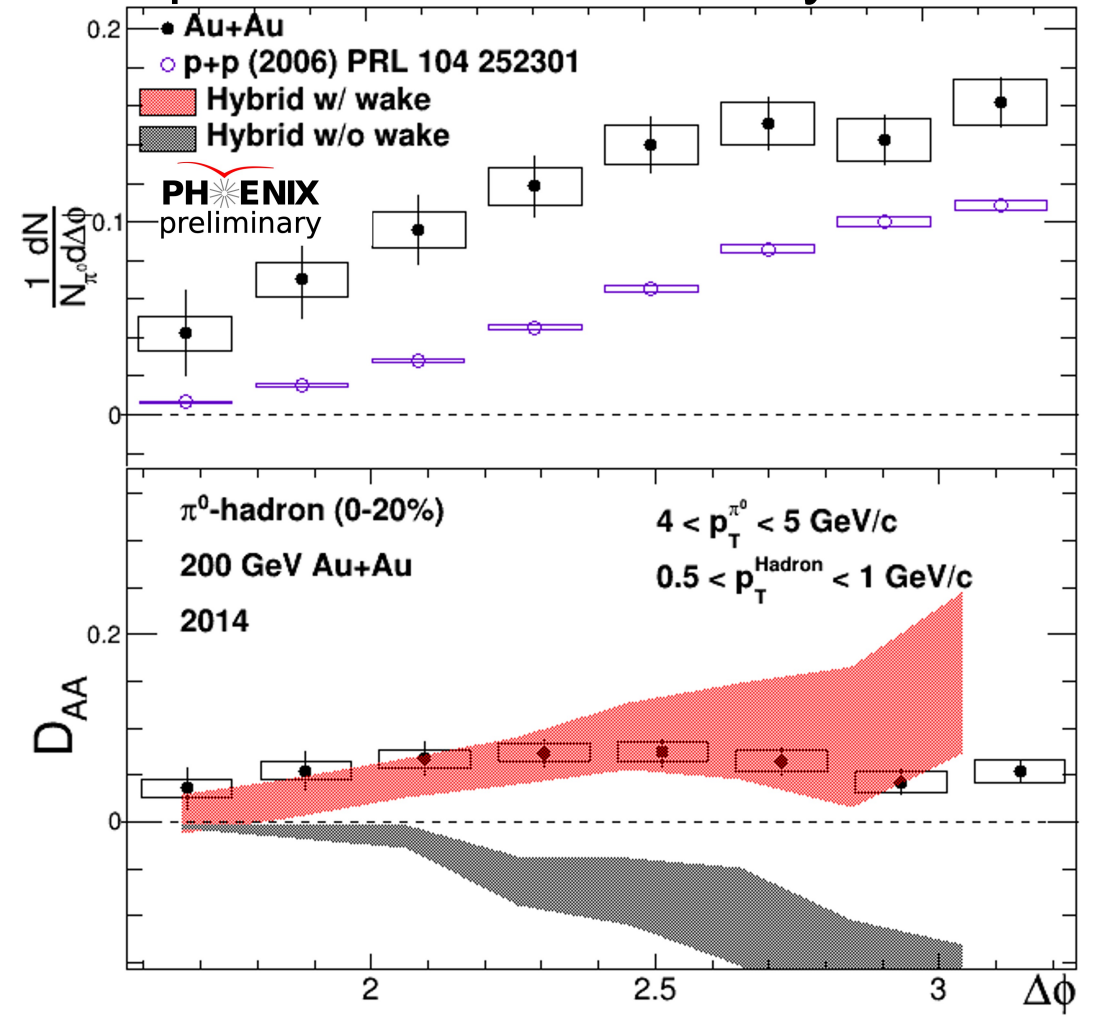 0.2
Au+Au
p+p (2006) PRL 104 252301
Hybrid w/ wake
Hybrid w/o wake
PHENIX
preliminary
1 dN
N_π⁰ dΔϕ
0.1
0
π⁰-hadron (0-20%)
4 < p_T^π⁰ < 5 GeV/c
200 GeV Au+Au
0.5 < p_T^Hadron < 1 GeV/c
2014
0.2
D_AA
0
2 2.5 3 Δϕ